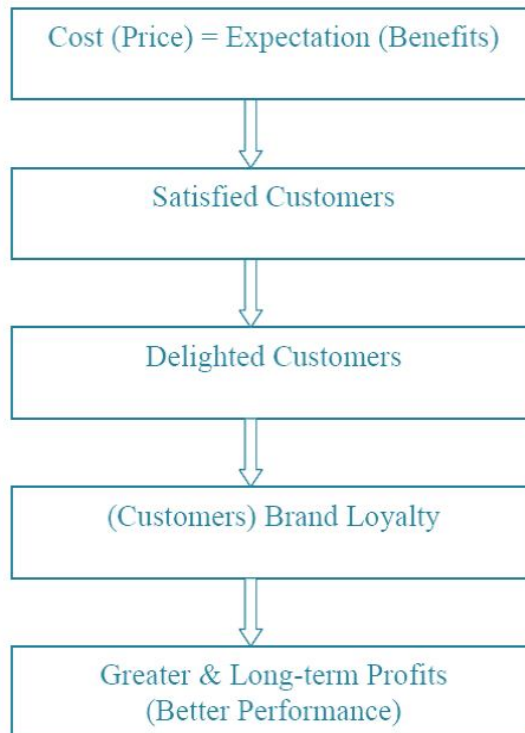 Cost (Price) = Expectation (Benefits)
Satisfied Customers
Delighted Customers
(Customers) Brand Loyalty
Greater & Long-term Profits
(Better Performance)